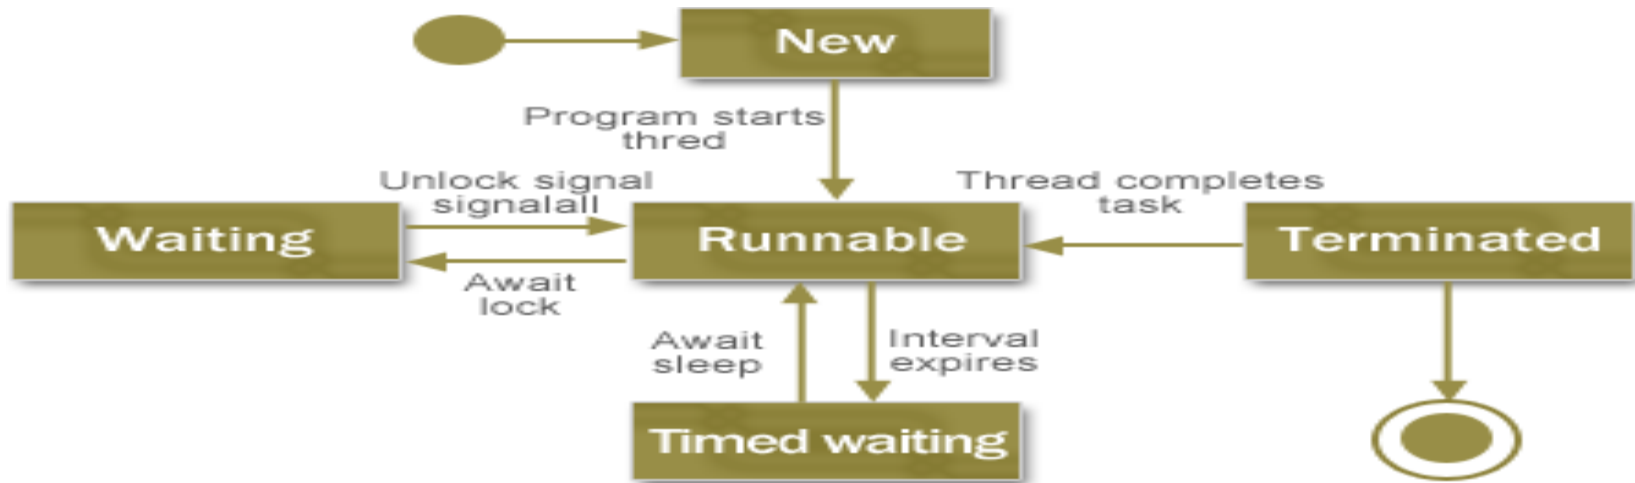 New
Program starts
thred
Unlock signal
signalall
Thread completes
task
Waiting
Runnable
Terminated
Await
lock
Await
sleep
Interval
expires
Timed waiting